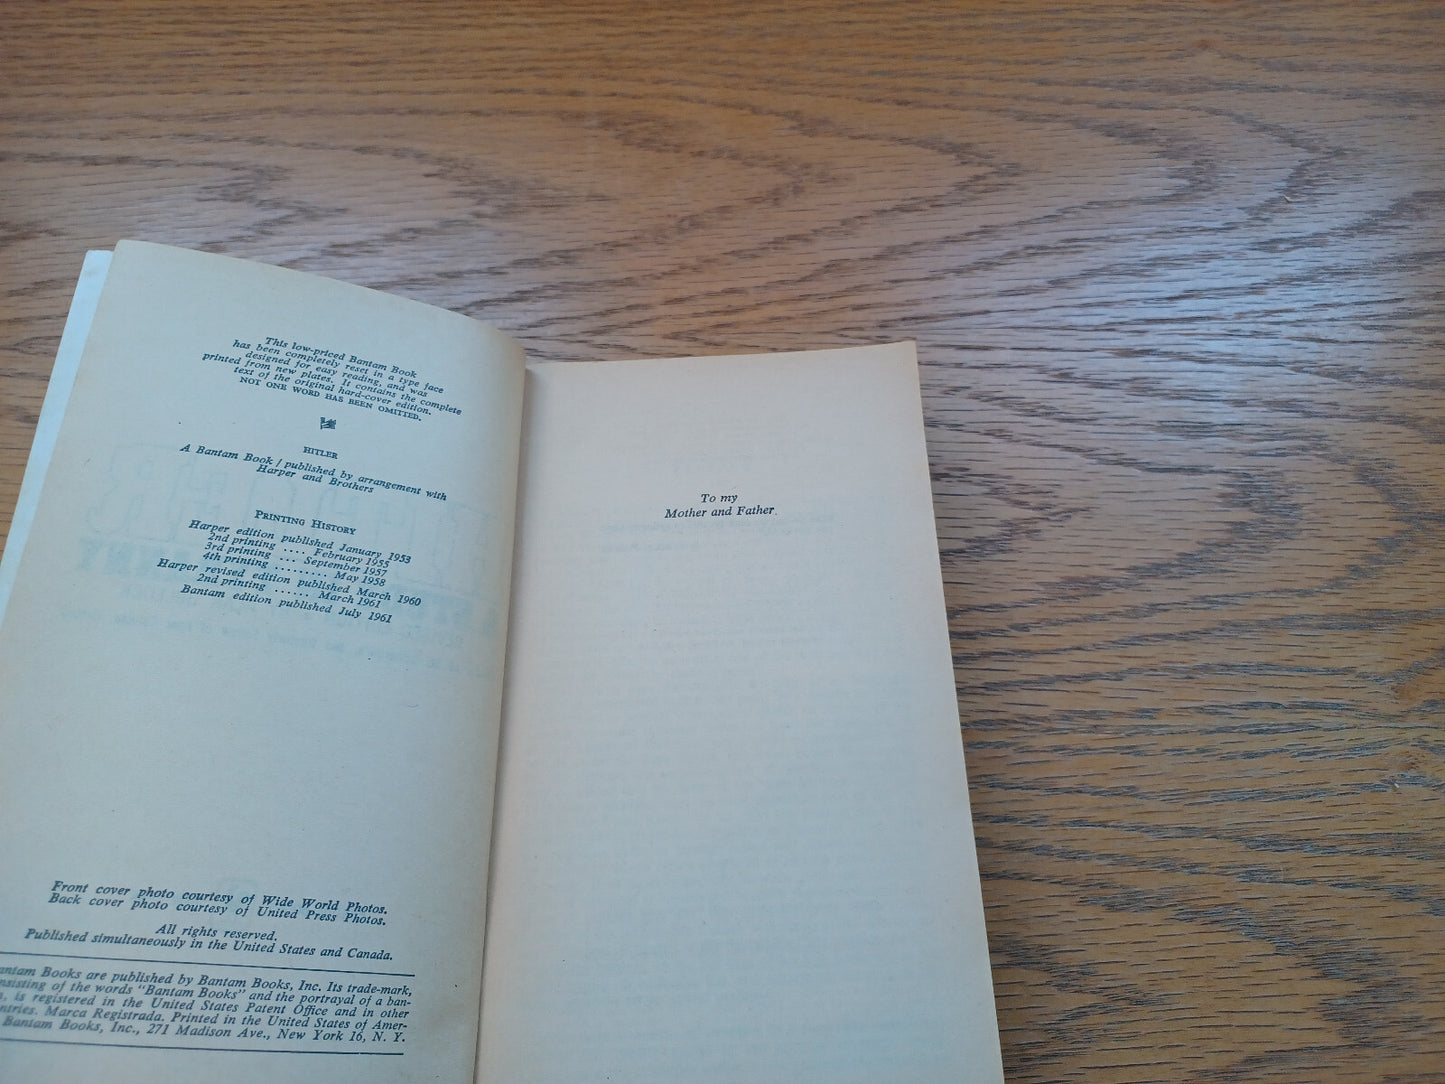 This low-priced Bantam Book
has been completely reset in a type face
designed for easy reading, and was
printed from new plates. It contains the complete
text of the original hard-cover edition.
NOT ONE WORD HAS BEEN OMITTED.
HITLER
A Bantam Book / published by arrangement with
Harper and Brothers
PRINTING HISTORY
Harper edition published January 1953
2nd printing .... February 1955
3rd printing ... September 1957
4th printing .......... May 1958
Harper revised edition published March 1960
2nd printing ...... March 1961
Bantam edition published July 1961
Front cover photo courtesy of Wide World Photos.
Back cover photo courtesy of United Press Photos.
All rights reserved.
Published simultaneously in the United States and Canada.
Books are published by Bantam Books, Inc. Its trade-mark,
of the words "Bantam Books" and the portrayal of a ban-
is registered in the United States Patent Office and in other
Marca Registrada. Printed in the United States of Amer-
Bantam Books, Inc., 271 Madison Ave., New York 16, N. Y.
To my
Mother and Father